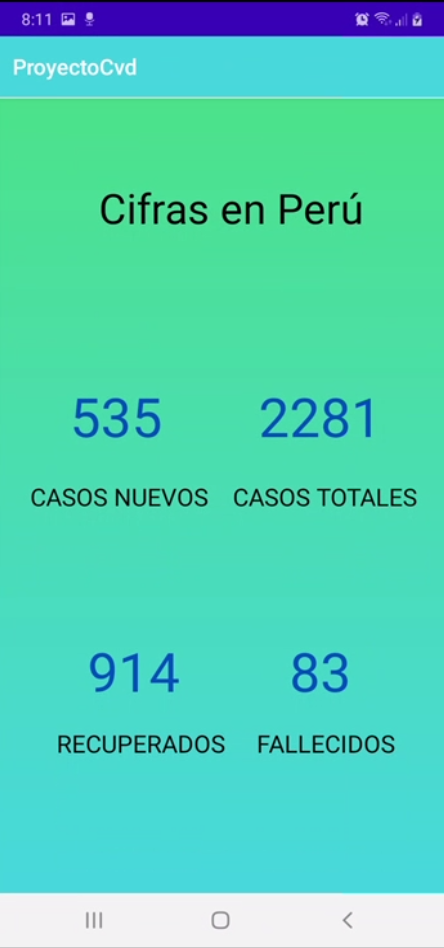 8:11
ProyectoCvd
Cifras en Perú
535 2281
CASOS NUEVOS CASOS TOTALES
914 83
RECUPERADOS FALLECIDOS